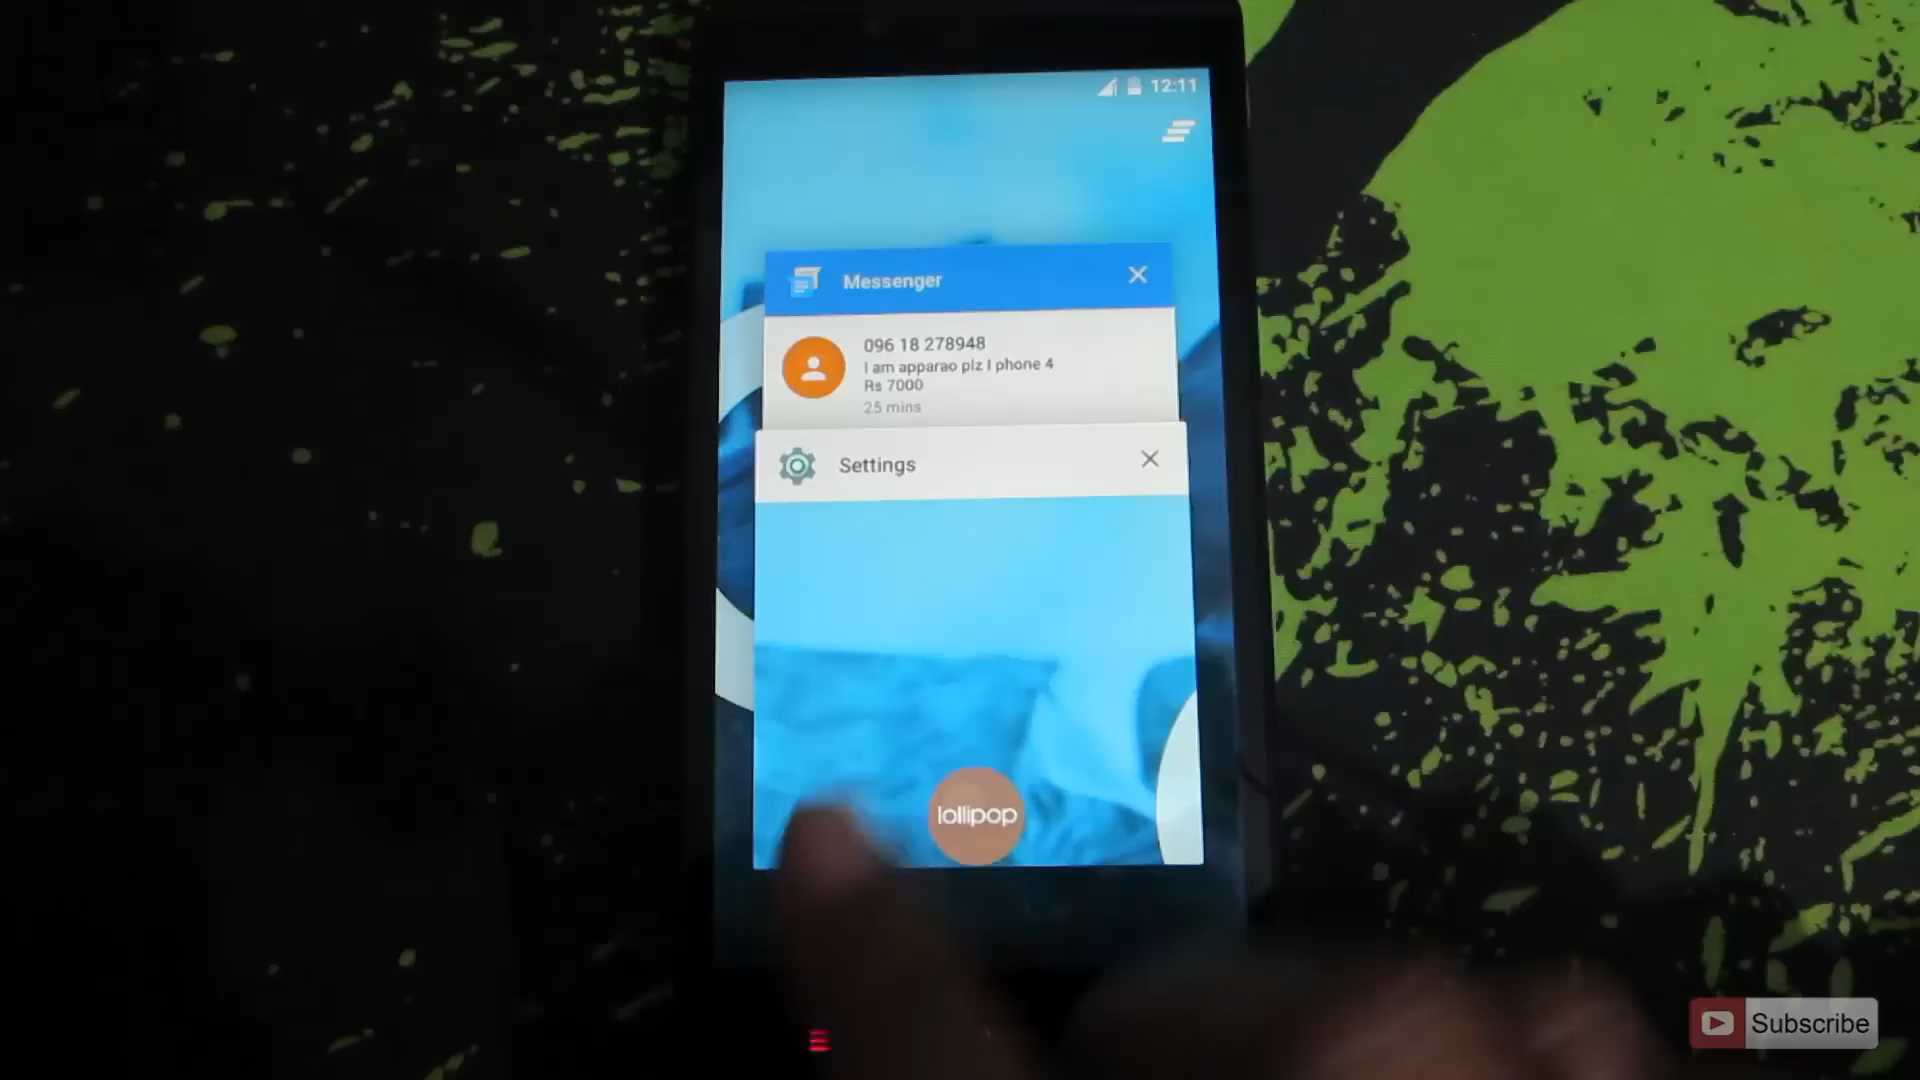 12:11
Messenger
096 18 278948
I am apparao plz I phone 4
Rs 7000
25 mins
Settings
lollipop
Subscribe